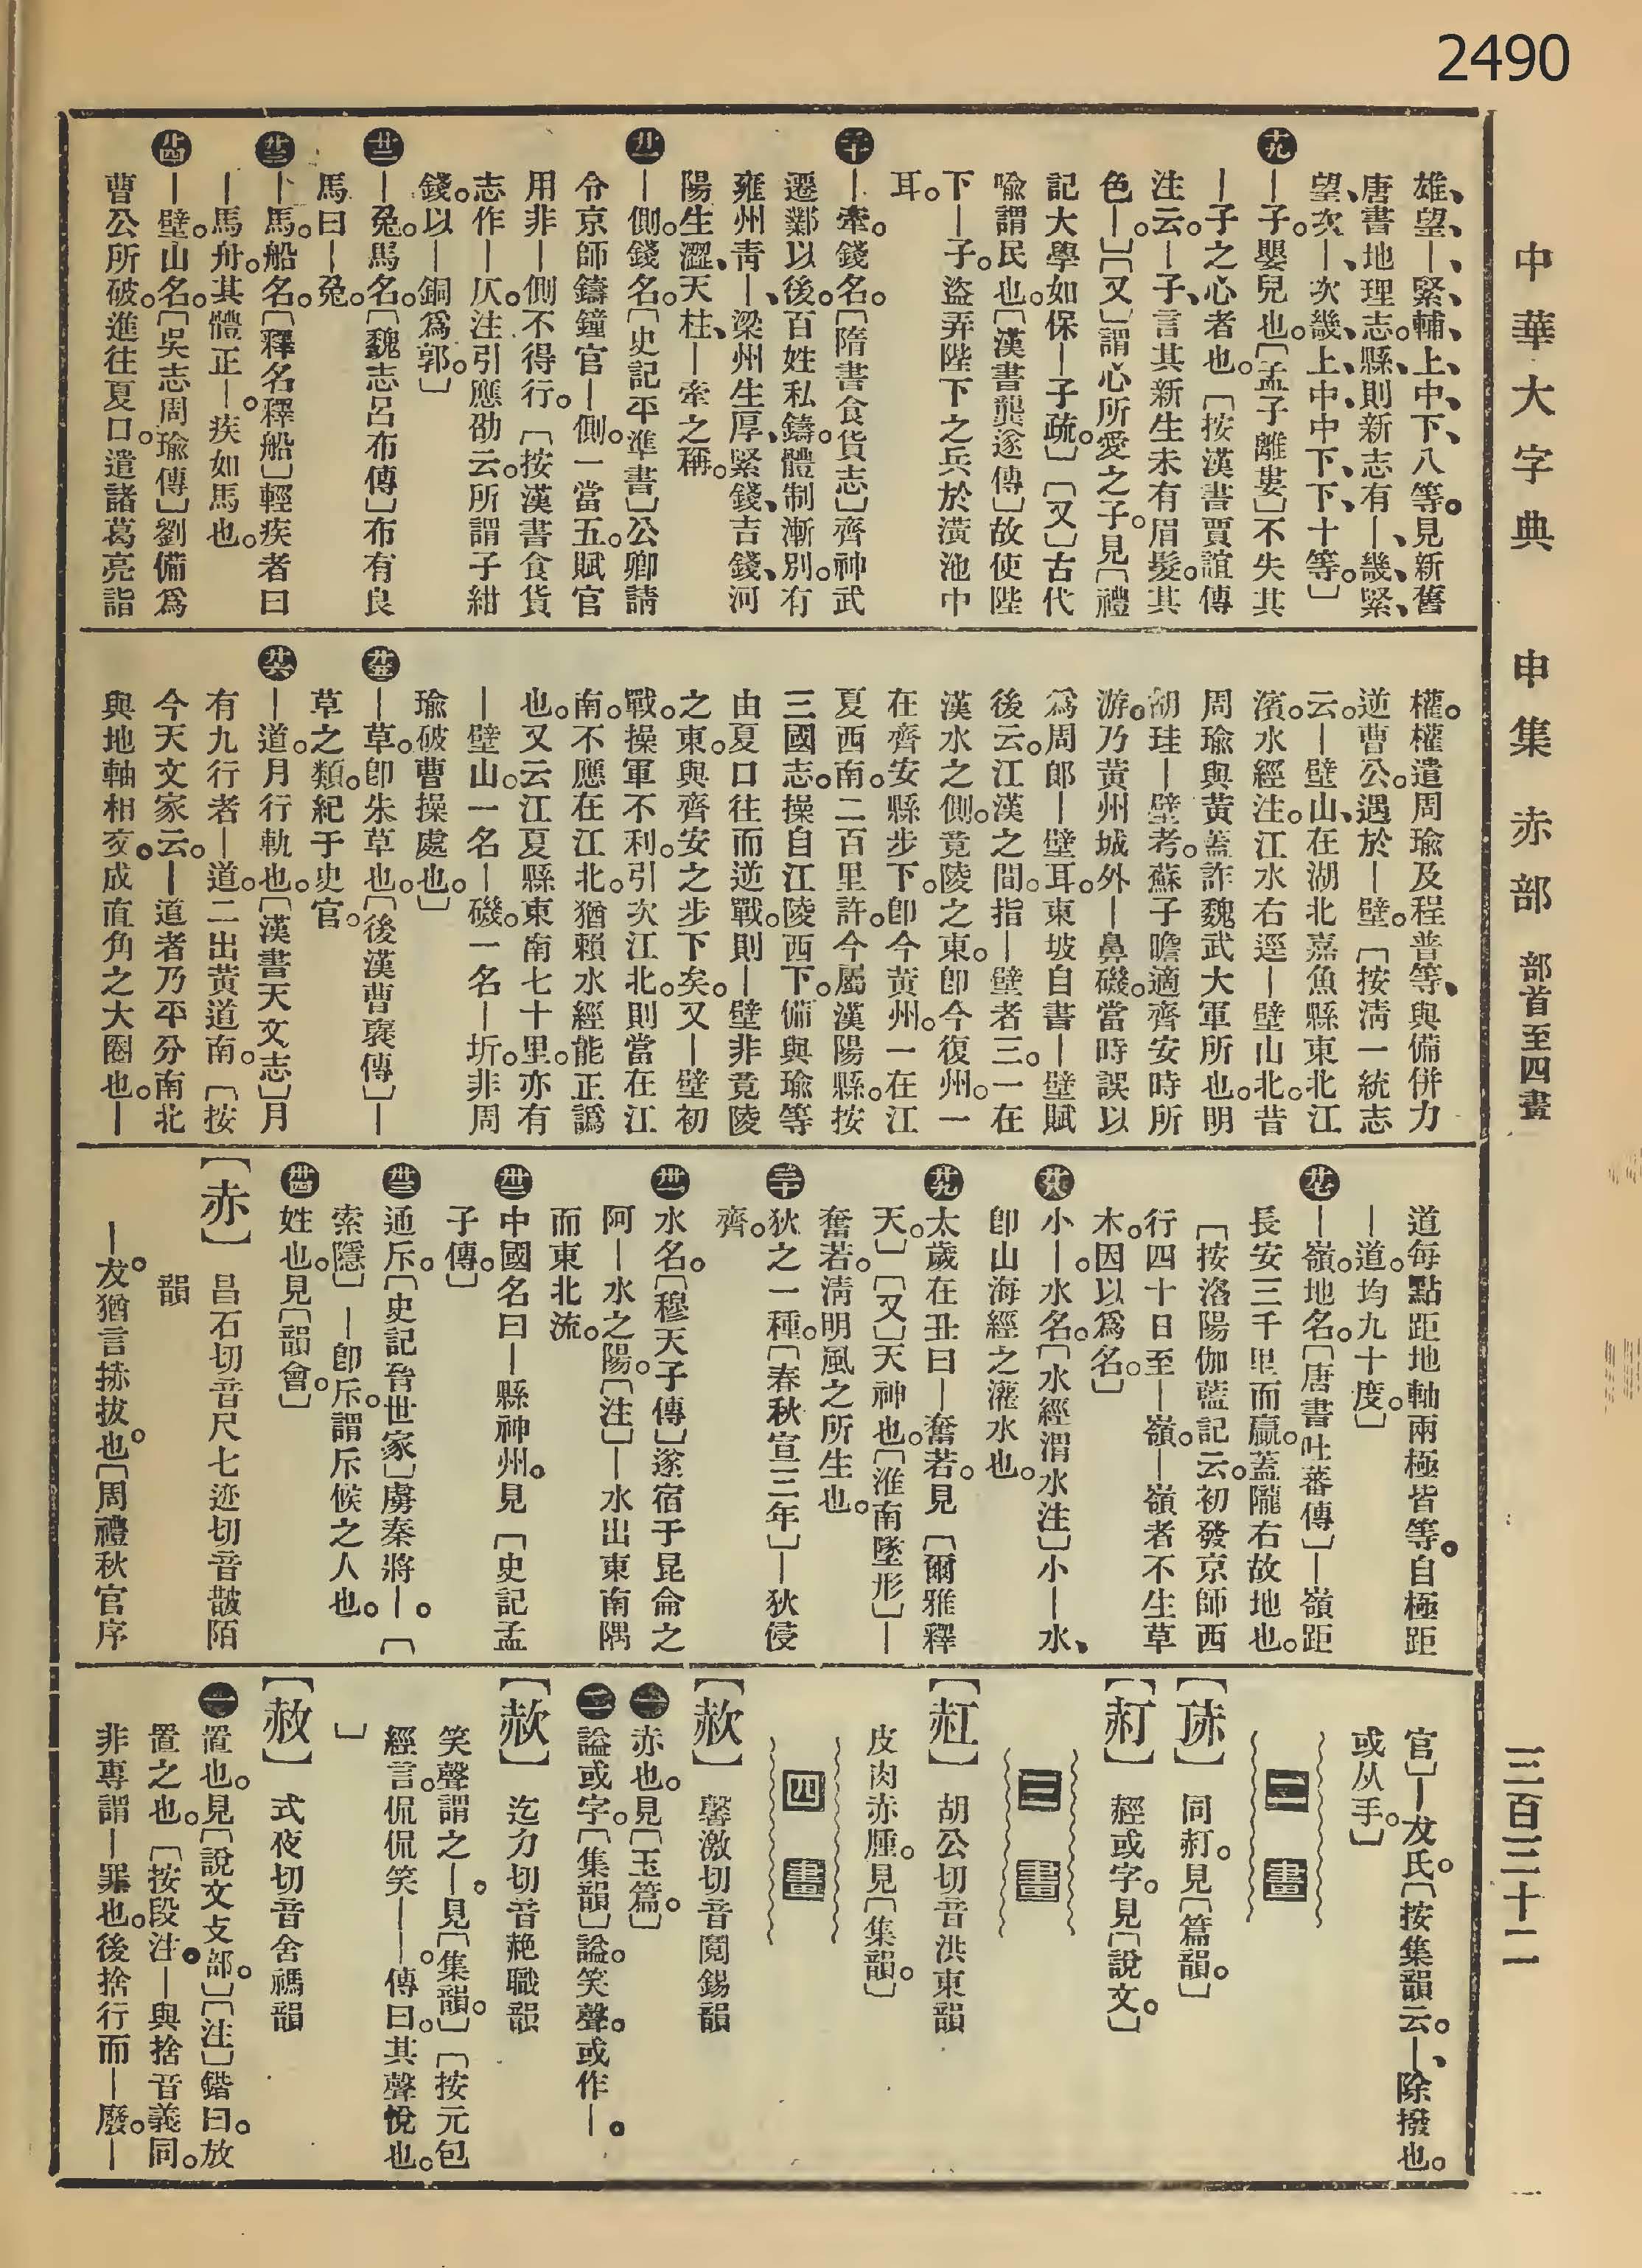 2490
中華大字典　申集　赤部　部首至四畫　三百三十二
雄、望、—、緊、輔、上、中、下、八等。見新舊
唐書地理志。縣則新志有—、畿、緊、
望、次—、次畿、上、中、中下、下、十等。〕
十九 —子。嬰兒也。〔孟子離婁〕不失其
—子之心者也。〔按漢書賈誼傳
注云。—子、言其新生未有眉髮。其
色—。〕〔又〕謂心所愛之子。見〔禮
記大學如保—子疏。〕〔又〕古代
喻謂民也。〔漢書龔遂傳〕故使陛
下—子。盜弄陛下之兵於潢池中
耳。
二十 —牽。錢名。〔隋書食貨志〕齊神武
遷鄴以後。百姓私鑄。體制漸別。有
雍州青—、梁州生厚、緊錢、吉錢、河
陽生澀、天柱、—牽之稱。
廿一 —側。錢名。〔史記平準書〕公卿請
令京師鑄鐘官—側。一當五。賦官
用非—側不得行。〔按漢書食貨
志作—仄。注引應劭云。所謂子紺
錢。以—銅爲郭。〕
廿二 —兔。馬名。〔魏志呂布傳〕布有良
馬曰—兔。
廿三 —馬。船名。〔釋名釋船〕輕疾者曰
—馬舟。其體正—。疾如馬也。
廿四 —壁。山名。〔吳志周瑜傳〕劉備爲
曹公所破。進往夏口。遣諸葛亮詣
權。權遣周瑜及程普等、與備併力
逆曹公。遇於—壁。〔按淸一統志
云。—壁山、在湖北嘉魚縣東北江
濱。水經注。江水右逕—壁山北。昔
周瑜與黃蓋詐魏武大軍所也。明
胡珪—壁考。蘇子瞻適齊安時所
游。乃黃州城外—鼻磯。當時誤以
爲周郎—壁耳。東坡自書—壁賦
後云。江漢之間。指—壁者三。一在
漢水之側。竟陵之東。卽今復州。一
在齊安縣步下。卽今黃州。一在江
夏西南。二百里許。今屬漢陽縣。按
三國志。操自江陵西下。備與瑜等
由夏口往而逆戰。則—壁非竟陵
之東。與齊安之步下矣。又—壁初
戰。操軍不利。引次江北。則當在江
南。不應在江北。猶賴水經能正譌
也。又云江夏縣東南七十里。亦有
—壁山。一名—磯。一名—圻。非周
瑜破曹操處也。〕
廿五 —草。卽朱草也。〔後漢曹褒傳〕—
草之類。紀于史官。
廿六 —道。月行軌也。〔漢書天文志〕月
有九行者—道。二出黃道南。〔按
今天文家云。—道者乃平分南北
與地軸相交。成直角之大圈也。—
道每點距地軸兩極皆等。自極距
—道。均九十度。〕
廿七 —嶺。地名。〔唐書吐蕃傳〕—嶺距
長安三千里而贏。蓋隴右故地也。
〔按洛陽伽藍記云。初發京師西
行四十日至—嶺。—嶺者不生草
木。因以爲名。〕
廿八 小—。水名。〔水經渭水注〕小—水、
卽山海經之灌水也。
廿九 太歲在丑曰—奮若。見〔爾雅釋
天。〕〔又〕天神也。〔淮南墜形〕—
奮若。淸明風之所生也。
三十 狄之一種。〔春秋宣三年〕—狄侵
齊。
卅一 水名。〔穆天子傳〕遂宿于昆侖之
阿—水之陽。〔注〕—水出東南隅
而東北流。
卅二 中國名曰—縣神州。見〔史記孟
子傳。〕
卅三 通斥。〔史記晉世家〕虜秦將—。〔
索隱〕—卽斥。謂斥候之人也。
卅四 姓也。見〔韻會。〕
〔赤〕昌石切音尺七迹切音皵陌
韻
—犮。猶言捇拔也。〔周禮秋官序
官〕—犮氏。〔按集韻云。—、除撥也。
或从手。〕
二畫
〔𧹛〕同赨。見〔篇韻。〕
〔𧹜〕經或字。見〔說文。〕
三畫
〔䞑〕胡公切音洪東韻
皮肉赤腫。見〔集韻。〕
四畫
〔䞒〕馨激切音鬩錫韻
一 赤也。見〔玉篇。〕
二 謚或字。〔集韻〕謚。笑聲。或作—。
〔䞒〕迄力切音赩職韻
笑聲謂之—。見〔集韻。〕〔按元包
經言。侃侃笑——。傳曰。其聲悅也。
〕
〔赦〕式夜切音舍禡韻
一 置也。見〔說文攴部。〕〔注〕鍇曰。放
置之也。〔按段注。—與捨音義同。
非專謂—罪也。後捨行而—廢。—